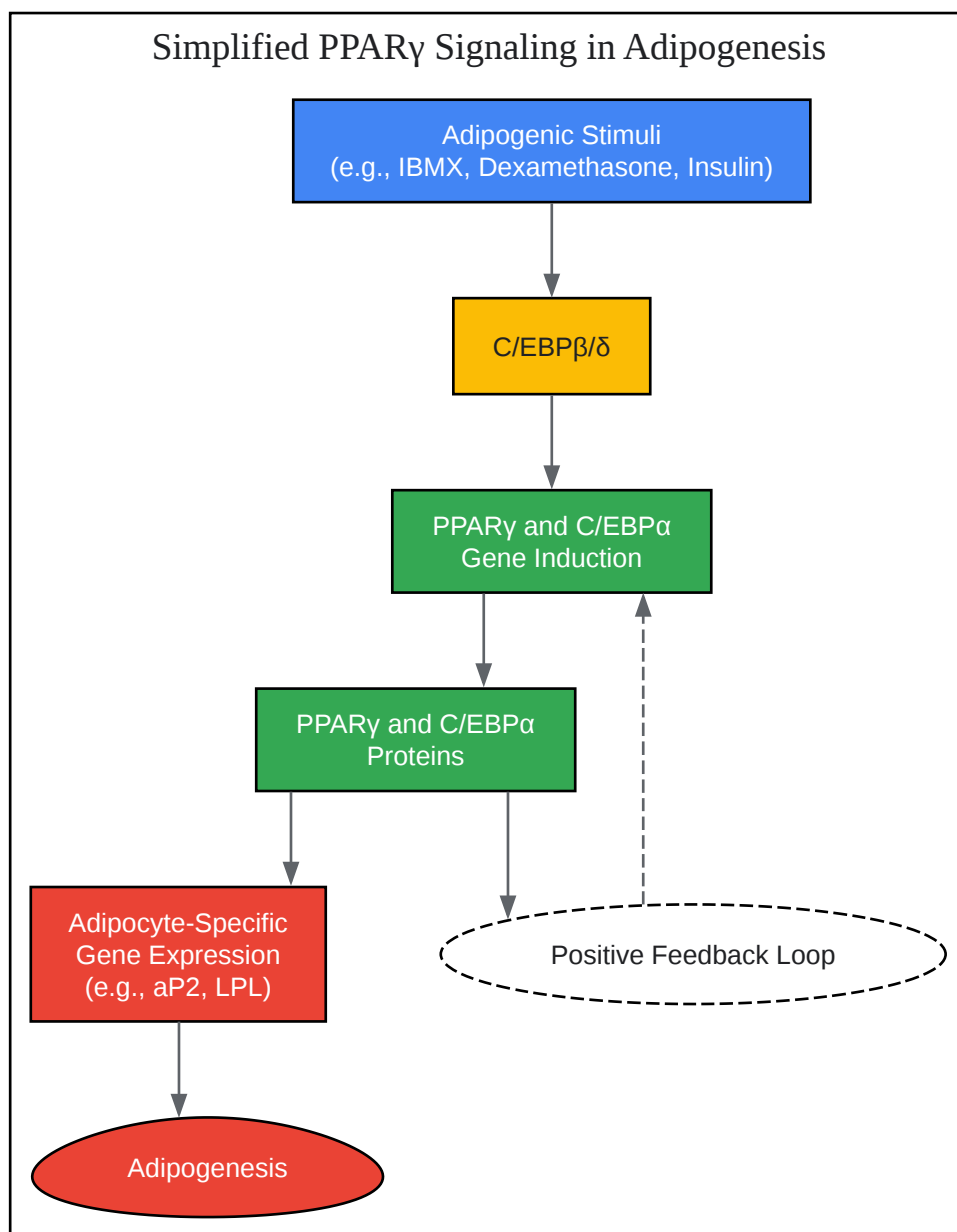 Simplified PPARγ Signaling in Adipogenesis
Adipogenic Stimuli
(e.g., IBMX, Dexamethasone, Insulin)
C/EBPβ/δ
PPARγ and C/EBPα
Gene Induction
PPARγ and C/EBPα
Proteins
Adipocyte-Specific
Gene Expression
(e.g., aP2, LPL)
Positive Feedback Loop
Adipogenesis